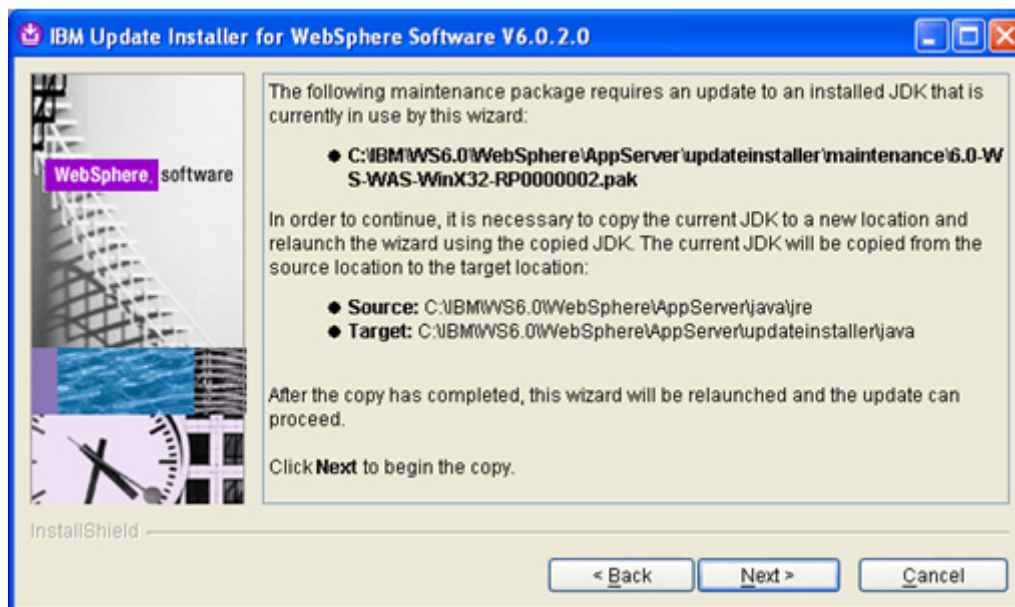 IBM Update Installer for WebSphere Software V6.0.2.0
WebSphere. software
The following maintenance package requires an update to an installed JDK that is
currently in use by this wizard:
● C:\IBM\WS6.0\WebSphere\AppServer\updateinstaller\maintenance\6.0-W
S-WAS-WinX32-RP0000002.pak
In order to continue, it is necessary to copy the current JDK to a new location and
relaunch the wizard using the copied JDK. The current JDK will be copied from the
source location to the target location:
● Source: C:\IBM\WS6.0\WebSphere\AppServer\java\jre
● Target: C:\IBM\WS6.0\WebSphere\AppServer\updateinstaller\java
After the copy has completed, this wizard will be relaunched and the update can
proceed.
Click Next to begin the copy.
InstallShield
< Back
Next >
Cancel